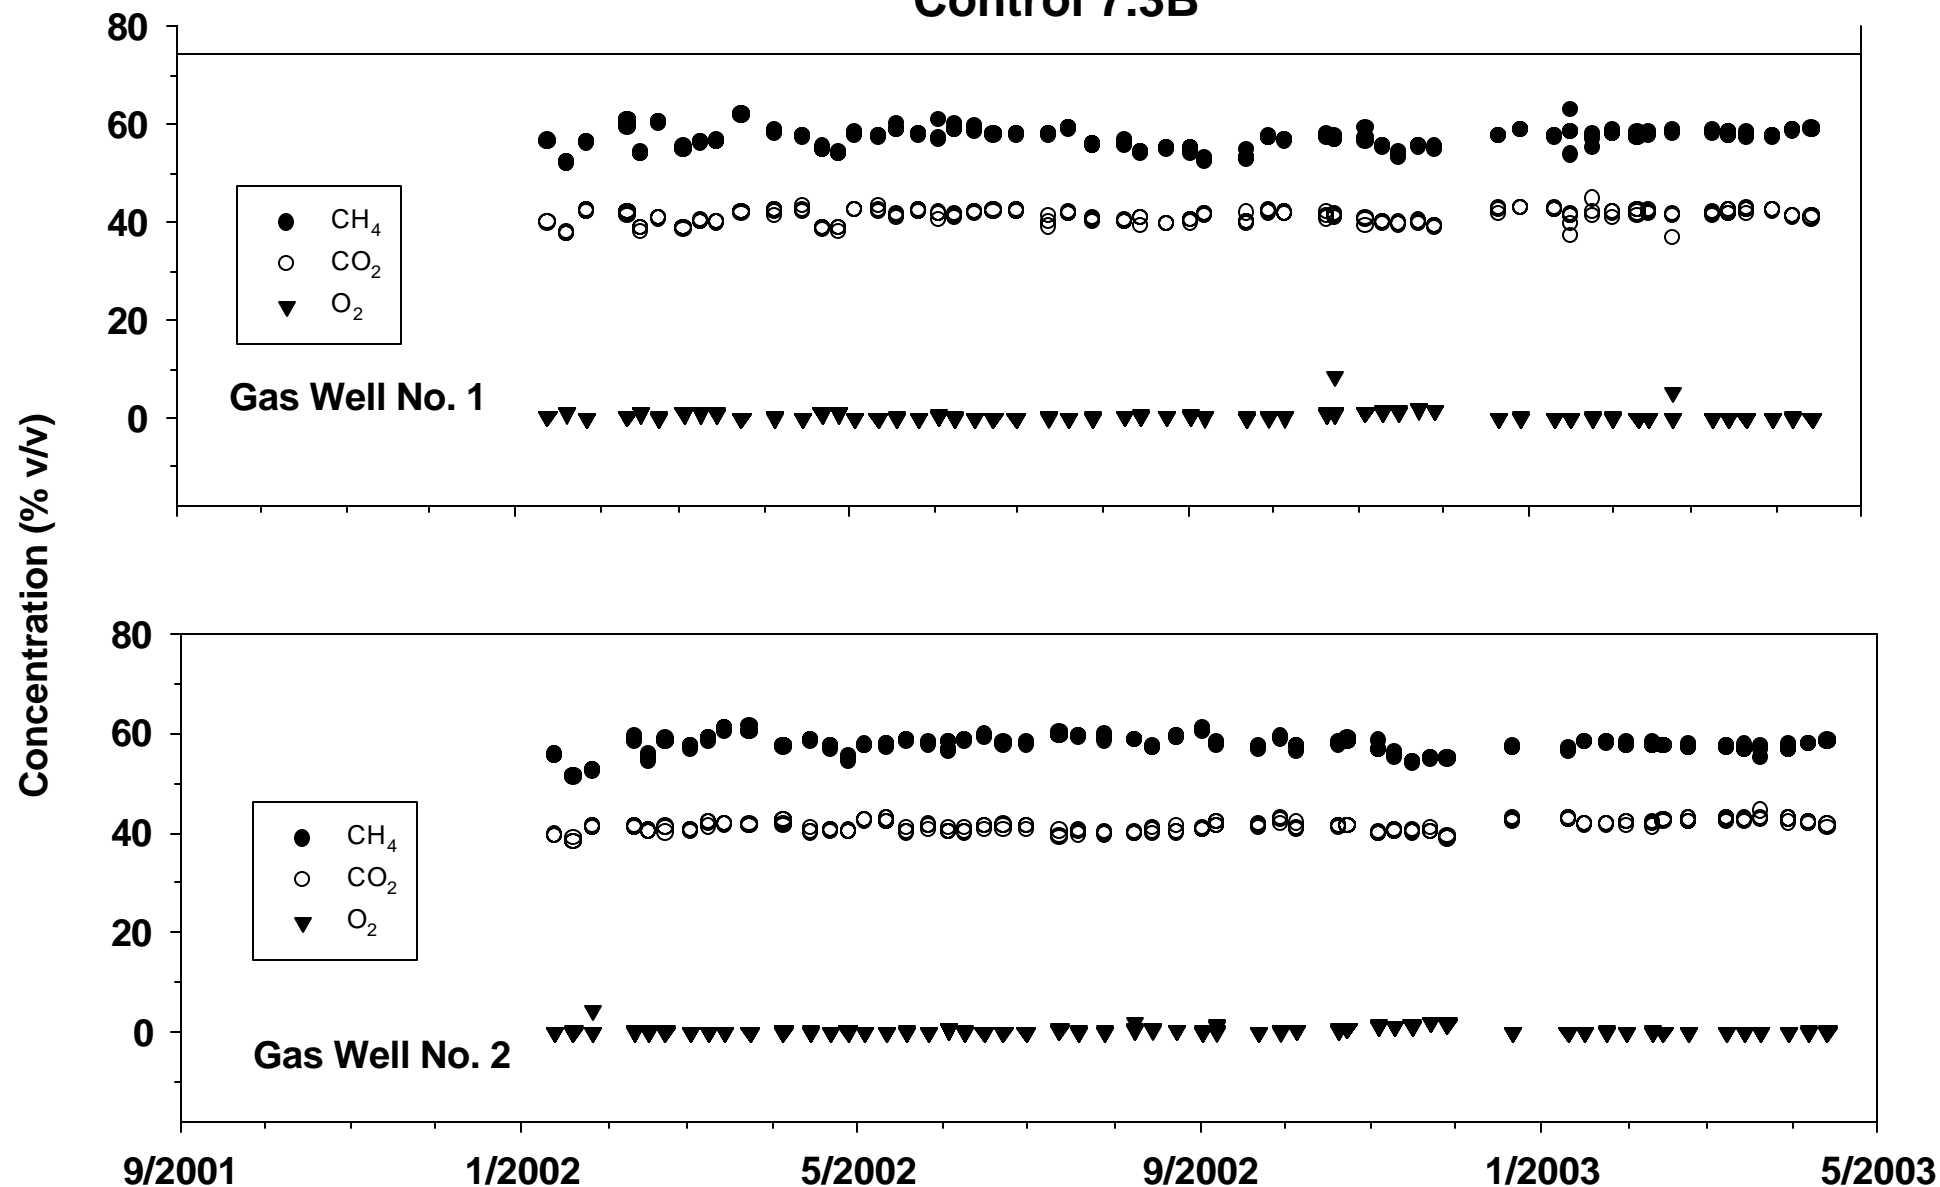 Control 7.3B
80
60
40
20
0
CH4
CO2
O2
Gas Well No. 1
Concentration (% v/v)
80
60
40
20
0
CH4
CO2
O2
Gas Well No. 2
9/2001 1/2002 5/2002 9/2002 1/2003 5/2003